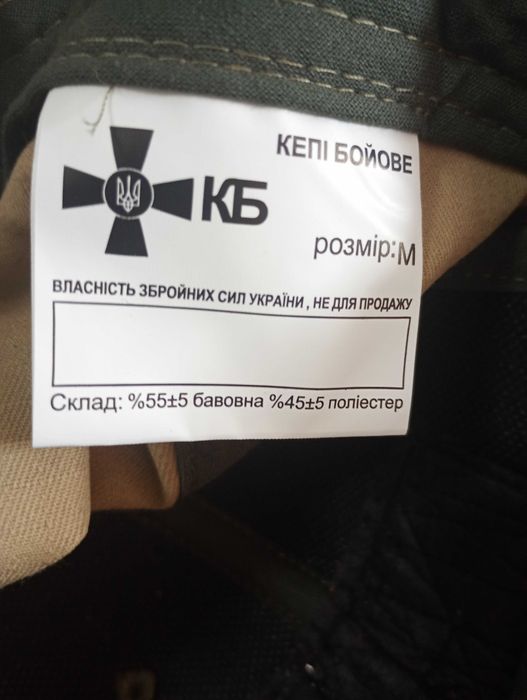 КЕПІ БОЙОВЕ
КБ
розмір:М
ВЛАСНІСТЬ ЗБРОЙНИХ СИЛ УКРАЇНИ , НЕ ДЛЯ ПРОДАЖУ
Склад: %55±5 бавовна %45±5 поліестер